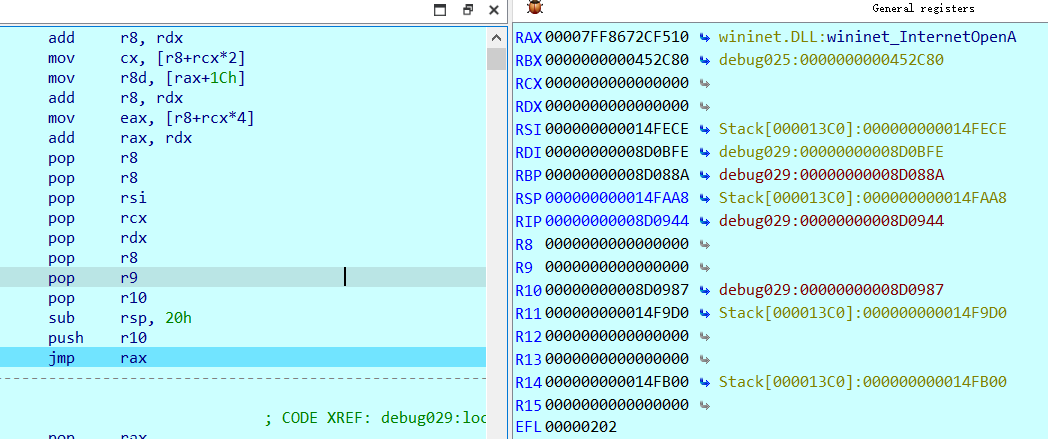 add r8, rdx
mov cx, [r8+rcx*2]
mov r8d, [rax+1Ch]
add r8, rdx
mov eax, [r8+rcx*4]
add rax, rdx
pop r8
pop r8
pop rsi
pop rcx
pop rdx
pop r8
pop r9
pop r10
sub rsp, 20h
push r10
jmp rax
; CODE XREF: debug029:loc
pop rax
General registers
RAX 00007FF8672CF510 wininet.DLL:wininet_InternetOpenA
RBX 0000000000452C80 debug025:0000000000452C80
RCX 0000000000000000
RDX 0000000000000000
RSI 000000000014FECE Stack[000013C0]:000000000014FECE
RDI 00000000008D0BFE debug029:00000000008D0BFE
RBP 00000000008D088A debug029:00000000008D088A
RSP 000000000014FAA8 Stack[000013C0]:000000000014FAA8
RIP 00000000008D0944 debug029:00000000008D0944
R8 0000000000000000
R9 0000000000000000
R10 00000000008D0987 debug029:00000000008D0987
R11 000000000014F9D0 Stack[000013C0]:000000000014F9D0
R12 0000000000000000
R13 0000000000000000
R14 000000000014FB00 Stack[000013C0]:000000000014FB00
R15 0000000000000000
EFL 00000202